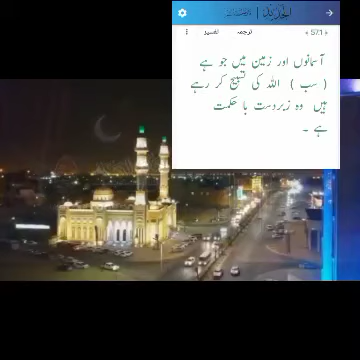 الحدید
ترجمہ تفسیر
57:1
آسمانوں اور زمین میں جو ہے
( سب ) اللہ کی تسبیح کر رہے
ہیں وہ زبردست با حکمت
ہے ۔